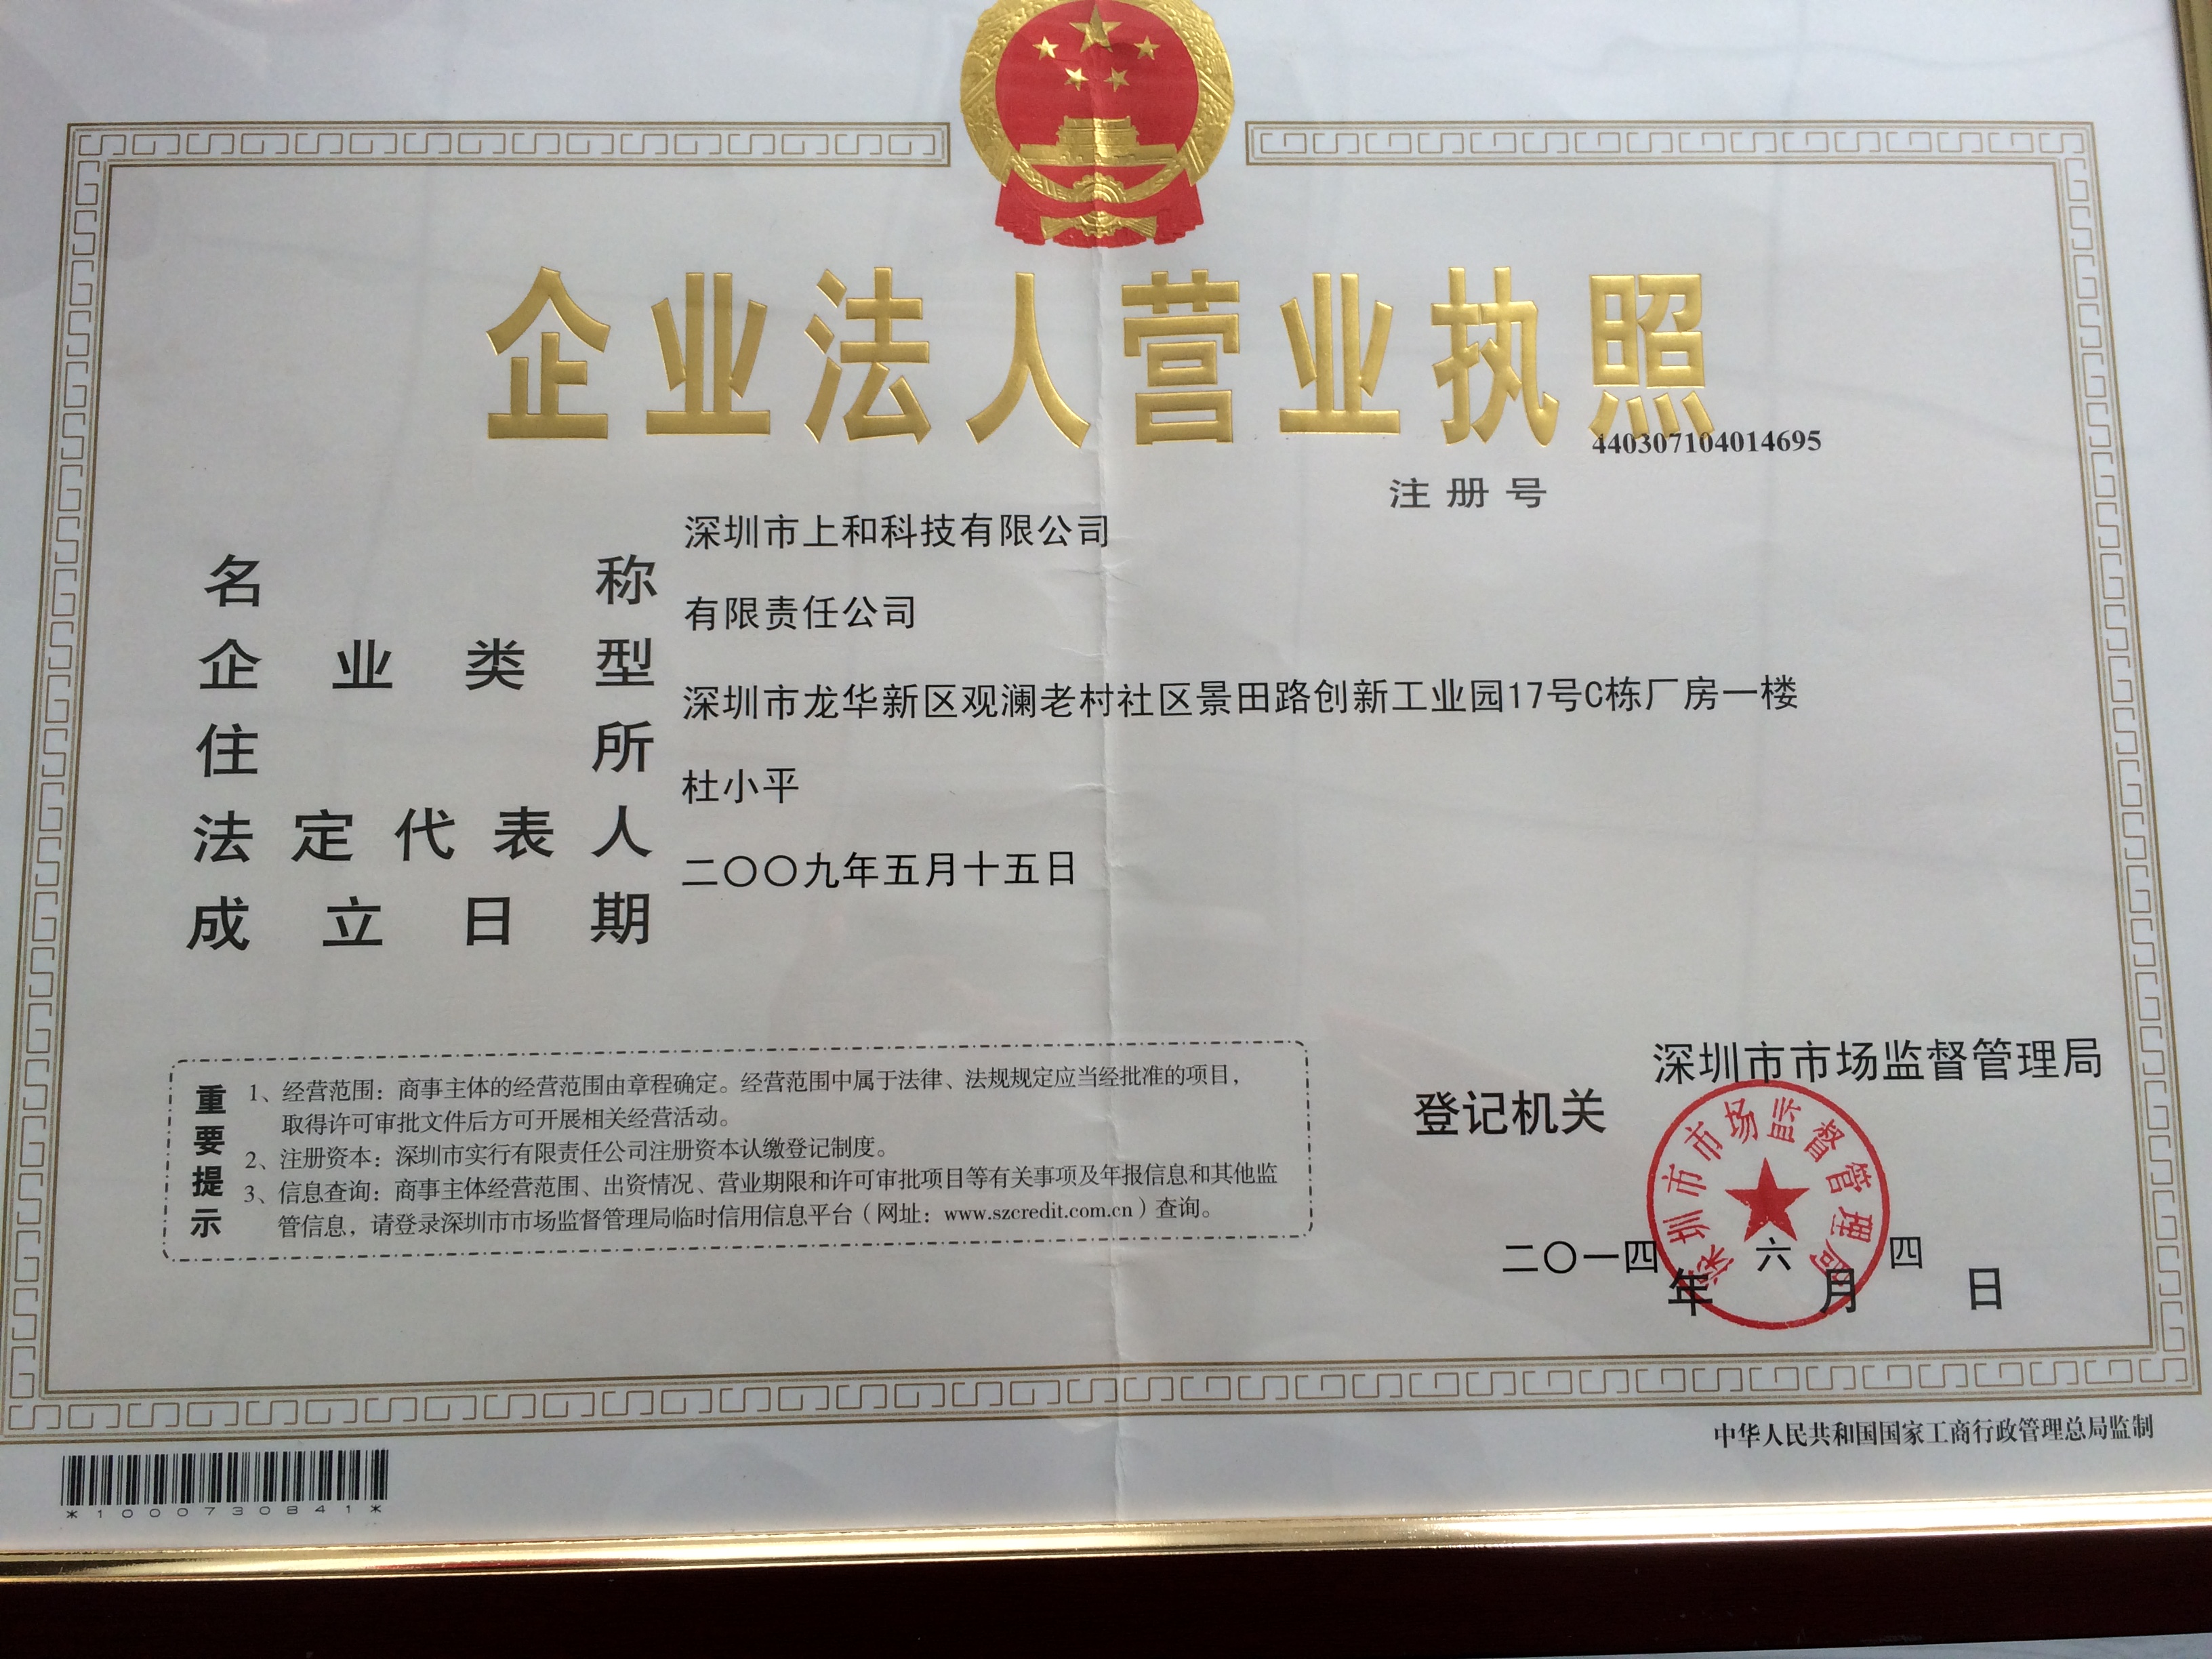 企业法人营业执照
440307104014695
注册号
名称 深圳市上和科技有限公司
企业类型 有限责任公司
住所 深圳市龙华新区观澜老村社区景田路创新工业园17号C栋厂房一楼
法定代表人 杜小平
成立日期 二〇〇九年五月十五日
重要提示
1、经营范围：商事主体的经营范围由章程确定。经营范围中属于法律、法规规定应当经批准的项目，
取得许可审批文件后方可开展相关经营活动。
2、注册资本：深圳市实行有限责任公司注册资本认缴登记制度。
3、信息查询：商事主体经营范围、出资情况、营业期限和许可审批项目等有关事项及年报信息和其他监
管信息，请登录深圳市市场监督管理局临时信用信息平台（网址：www.szcredit.com.cn）查询。
登记机关 深圳市市场监督管理局
深圳市市场监督管理局
二〇一四年六月四日
中华人民共和国国家工商行政管理总局监制
*1000730841*